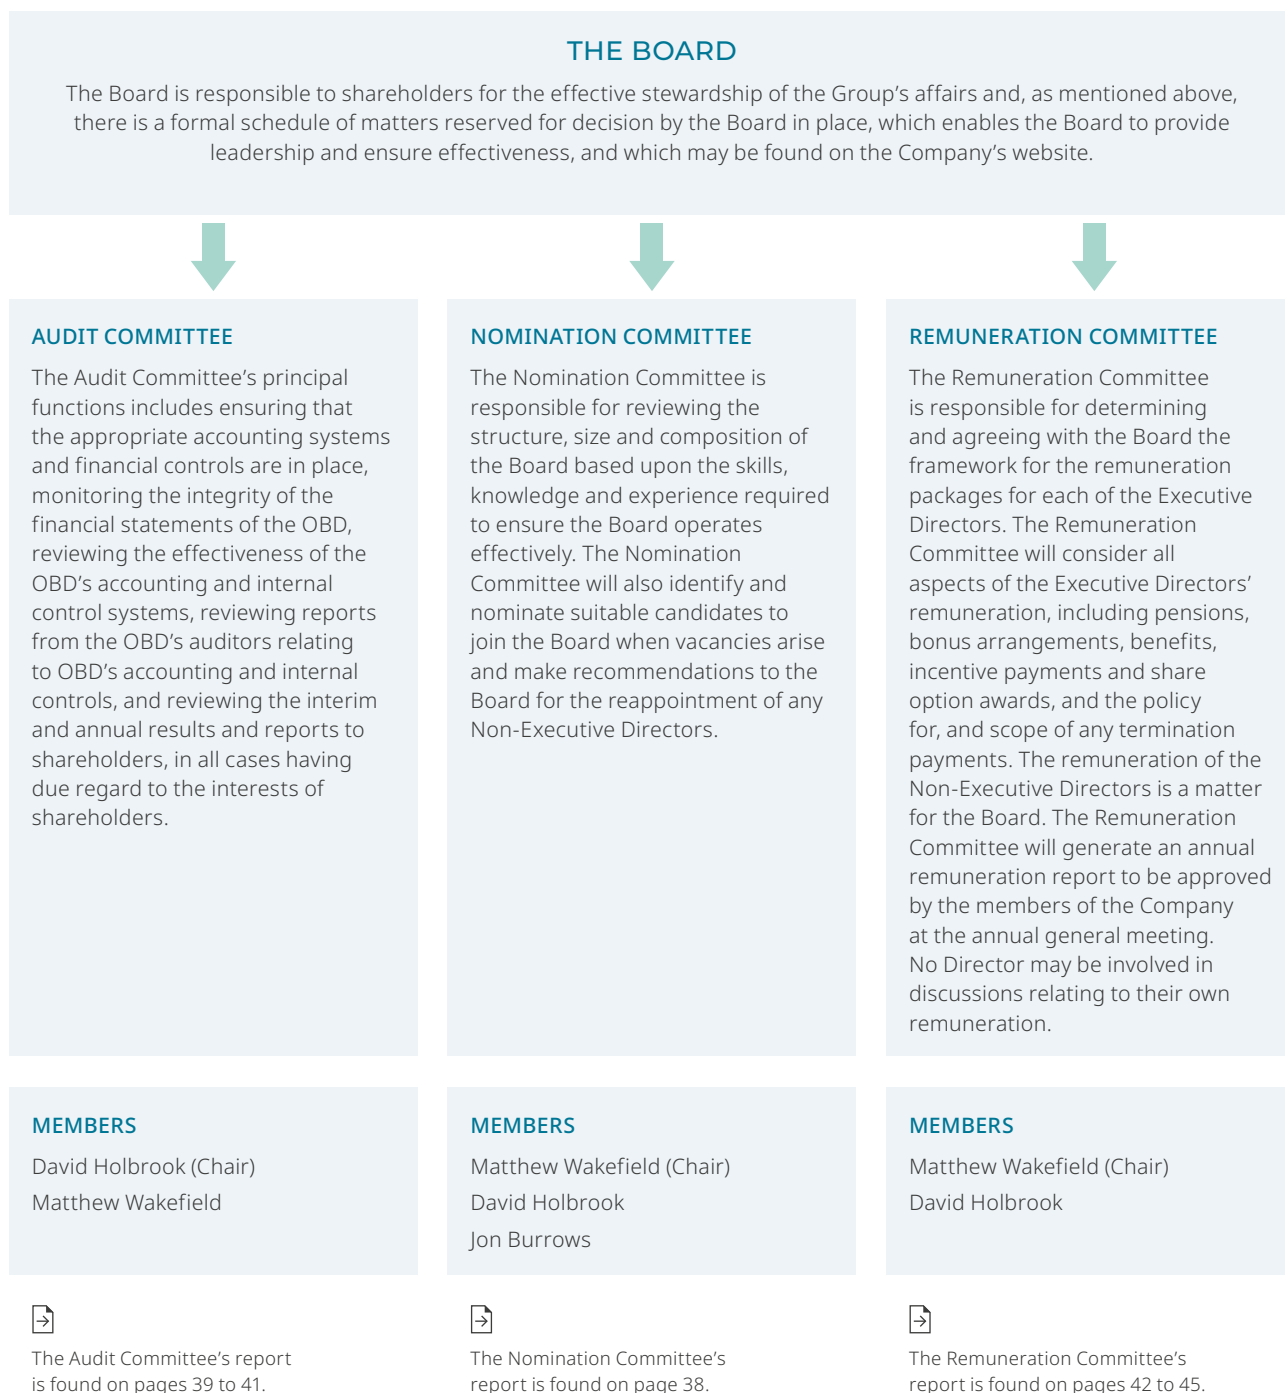 THE BOARD
The Board is responsible to shareholders for the effective stewardship of the Group’s affairs and, as mentioned above,
there is a formal schedule of matters reserved for decision by the Board in place, which enables the Board to provide
leadership and ensure effectiveness, and which may be found on the Company’s website.
AUDIT COMMITTEE
The Audit Committee’s principal
functions includes ensuring that
the appropriate accounting systems
and financial controls are in place,
monitoring the integrity of the
financial statements of the OBD,
reviewing the effectiveness of the
OBD’s accounting and internal
control systems, reviewing reports
from the OBD’s auditors relating
to OBD’s accounting and internal
controls, and reviewing the interim
and annual results and reports to
shareholders, in all cases having
due regard to the interests of
shareholders.
MEMBERS
David Holbrook (Chair)
Matthew Wakefield
The Audit Committee’s report
is found on pages 39 to 41.
NOMINATION COMMITTEE
The Nomination Committee is
responsible for reviewing the
structure, size and composition of
the Board based upon the skills,
knowledge and experience required
to ensure the Board operates
effectively. The Nomination
Committee will also identify and
nominate suitable candidates to
join the Board when vacancies arise
and make recommendations to the
Board for the reappointment of any
Non-Executive Directors.
MEMBERS
Matthew Wakefield (Chair)
David Holbrook
Jon Burrows
The Nomination Committee’s
report is found on page 38.
REMUNERATION COMMITTEE
The Remuneration Committee
is responsible for determining
and agreeing with the Board the
framework for the remuneration
packages for each of the Executive
Directors. The Remuneration
Committee will consider all
aspects of the Executive Directors’
remuneration, including pensions,
bonus arrangements, benefits,
incentive payments and share
option awards, and the policy
for, and scope of any termination
payments. The remuneration of the
Non-Executive Directors is a matter
for the Board. The Remuneration
Committee will generate an annual
remuneration report to be approved
by the members of the Company
at the annual general meeting.
No Director may be involved in
discussions relating to their own
remuneration.
MEMBERS
Matthew Wakefield (Chair)
David Holbrook
The Remuneration Committee’s
report is found on pages 42 to 45.